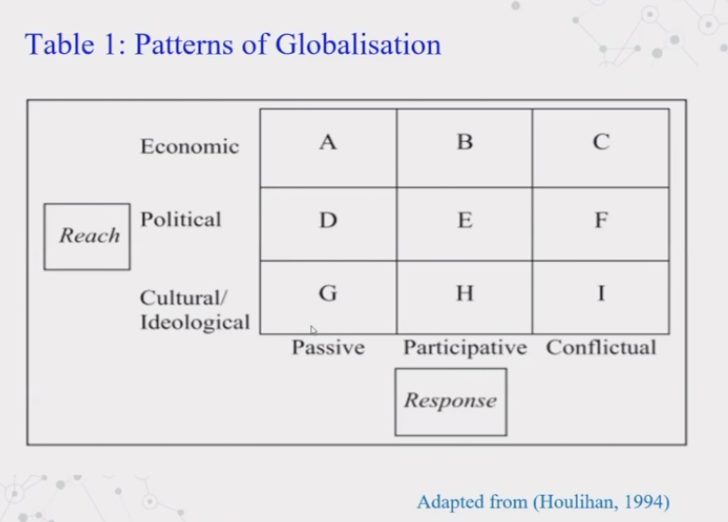 Table 1: Patterns of Globalisation
Economic A B C
Reach
Political D E F
Cultural/
Ideological
G H I
Passive Participative Conflictual
Response
Adapted from (Houlihan, 1994)